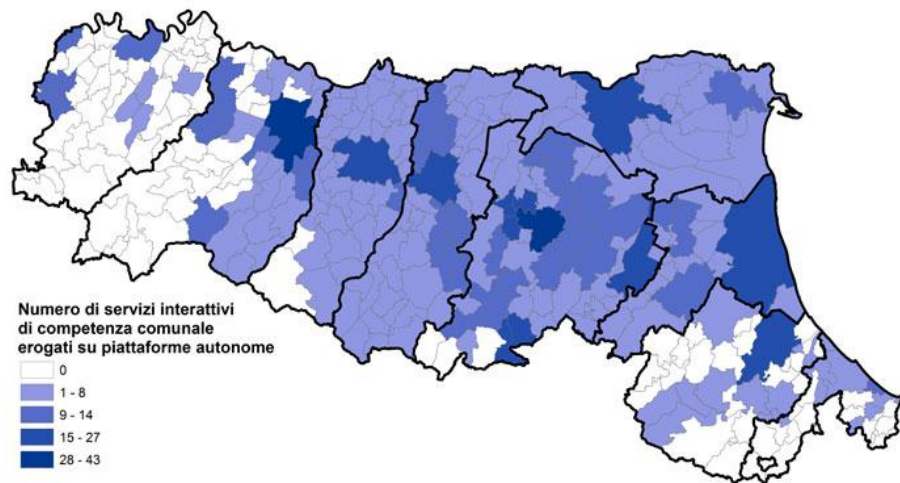 Numero di servizi interattivi
di competenza comunale
erogati su piattaforme autonome
0
1 - 8
9 - 14
15 - 27
28 - 43